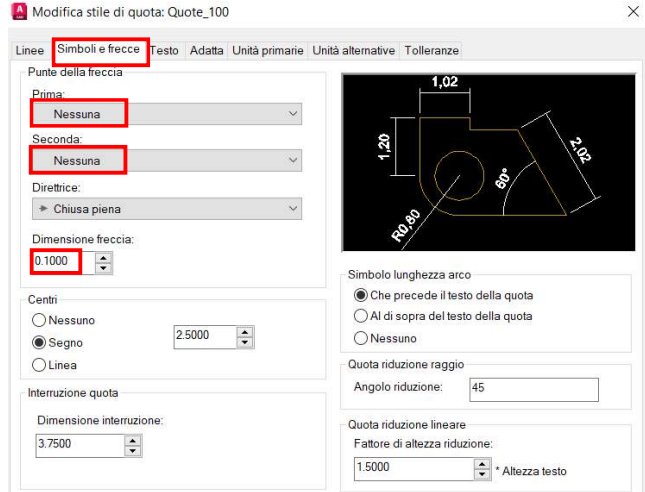 Modifica stile di quota: Quote_100
Linee Simboli e frecce Testo Adatta Unità primarie Unità alternative Tolleranze
Punte della freccia
Prima:
Nessuna
Seconda:
Nessuna
Direttrice:
Chiusa piena
Dimensione freccia:
0.1000
Centri
Nessuno
Segno
2.5000
Linea
Interruzione quota
Dimensione interruzione:
3.7500
1,02
1,20
2,02
60°
R0,80
Simbolo lunghezza arco
Che precede il testo della quota
Al di sopra del testo della quota
Nessuno
Quota riduzione raggio
Angolo riduzione: 45
Quota riduzione lineare
Fattore di altezza riduzione:
1.5000 * Altezza testo